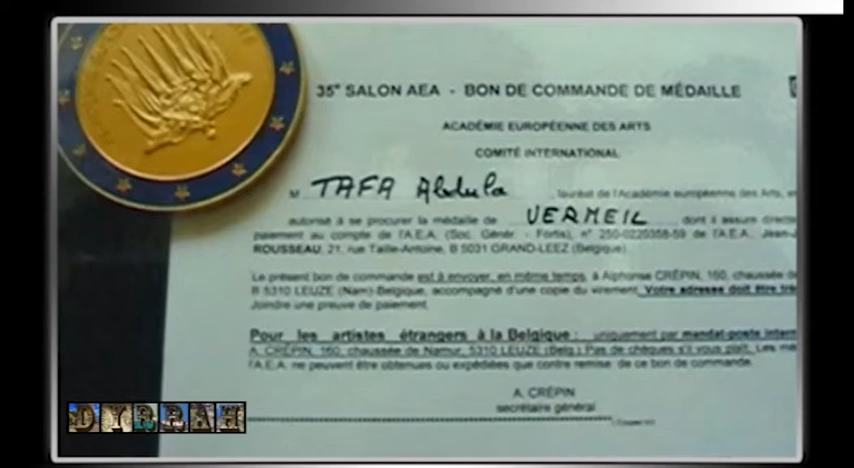 35e SALON AEA - BON DE COMMANDE DE MÉDAILLE
ACADÉMIE EUROPÉENNE DES ARTS
COMITÉ INTERNATIONAL
M TAFA Abdula , lauréat de l'Académie européenne des Arts,
autorisé à se procurer la médaille de VERMEIL dont il assure
paiement au compte de l'A.E.A. (Soc. Génér. - Fortis), n° 250-0220358-59 de l'A.E.A.,
ROUSSEAU, 21, rue Taille-Antoine, B 5031 GRAND-LEEZ (Belgique).
Le présent bon de commande est à envoyer, en même temps, à Alphonse CRÉPIN, 160, chaussée
B 5310 LEUZE (Nam)-Belgique, accompagné d'une copie du virement. Votre adresse doit être
Joindre une preuve de paiement.
Pour les artistes étrangers à la Belgique : uniquement par mandat-poste
A. CRÉPIN, 160, chaussée de Namur, 5310 LEUZE (Belg.) Pas de chèques s'il vous plaît. Les
l'A.E.A. ne peuvent être obtenues ou expédiées que contre remise de ce bon de commande.
A. CRÉPIN
secrétaire général
DYRRAH